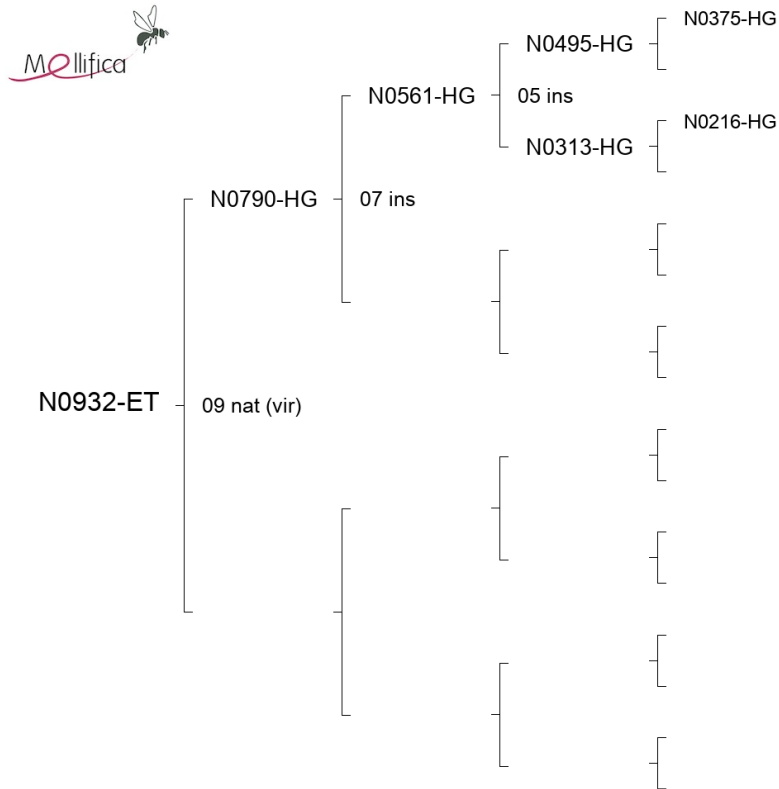 Mellifica
N0375-HG
N0495-HG
N0561-HG
05 ins
N0216-HG
N0313-HG
N0790-HG
07 ins
N0932-ET
09 nat (vir)